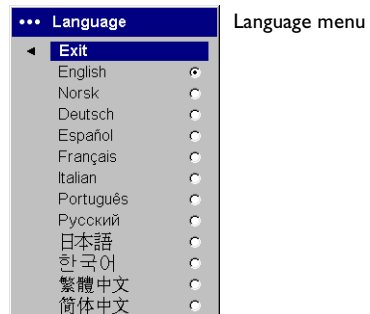 ••• Language
Language menu
Exit
English
Norsk
Deutsch
Español
Français
Italian
Português
Русский
日本語
한국어
繁體中文
简体中文